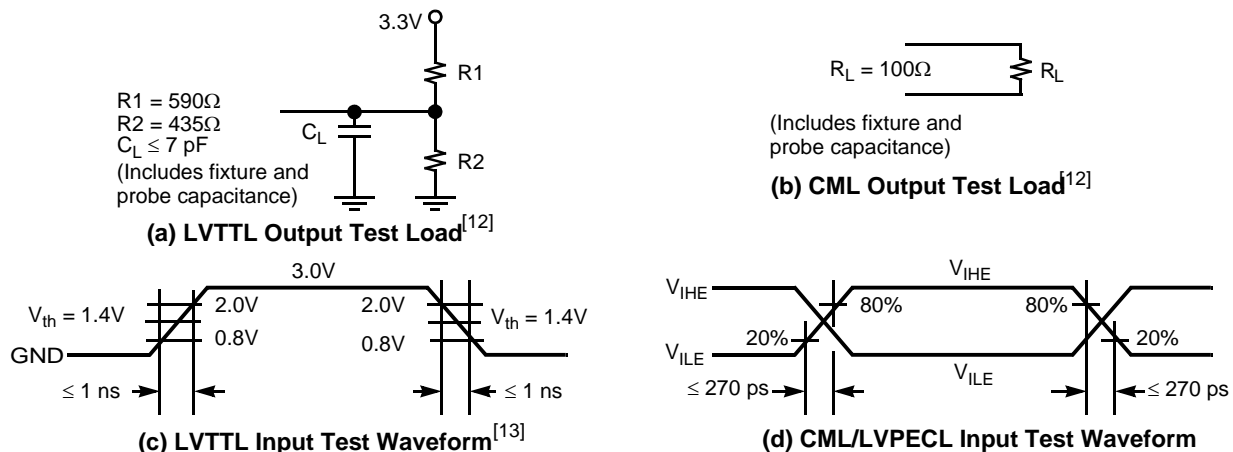 3.3V
R1
R1 = 590Ω
R2 = 435Ω
C_L ≤ 7 pF
(Includes fixture and
probe capacitance)
C_L
R2
(a) LVTTL Output Test Load[12]
R_L = 100Ω
R_L
(Includes fixture and
probe capacitance)
(b) CML Output Test Load[12]
3.0V
2.0V
2.0V
V_th = 1.4V
V_th = 1.4V
0.8V
0.8V
GND
≤ 1 ns
≤ 1 ns
(c) LVTTL Input Test Waveform[13]
V_IHE
V_IHE
80%
80%
20%
20%
V_ILE
V_ILE
≤ 270 ps
≤ 270 ps
(d) CML/LVPECL Input Test Waveform